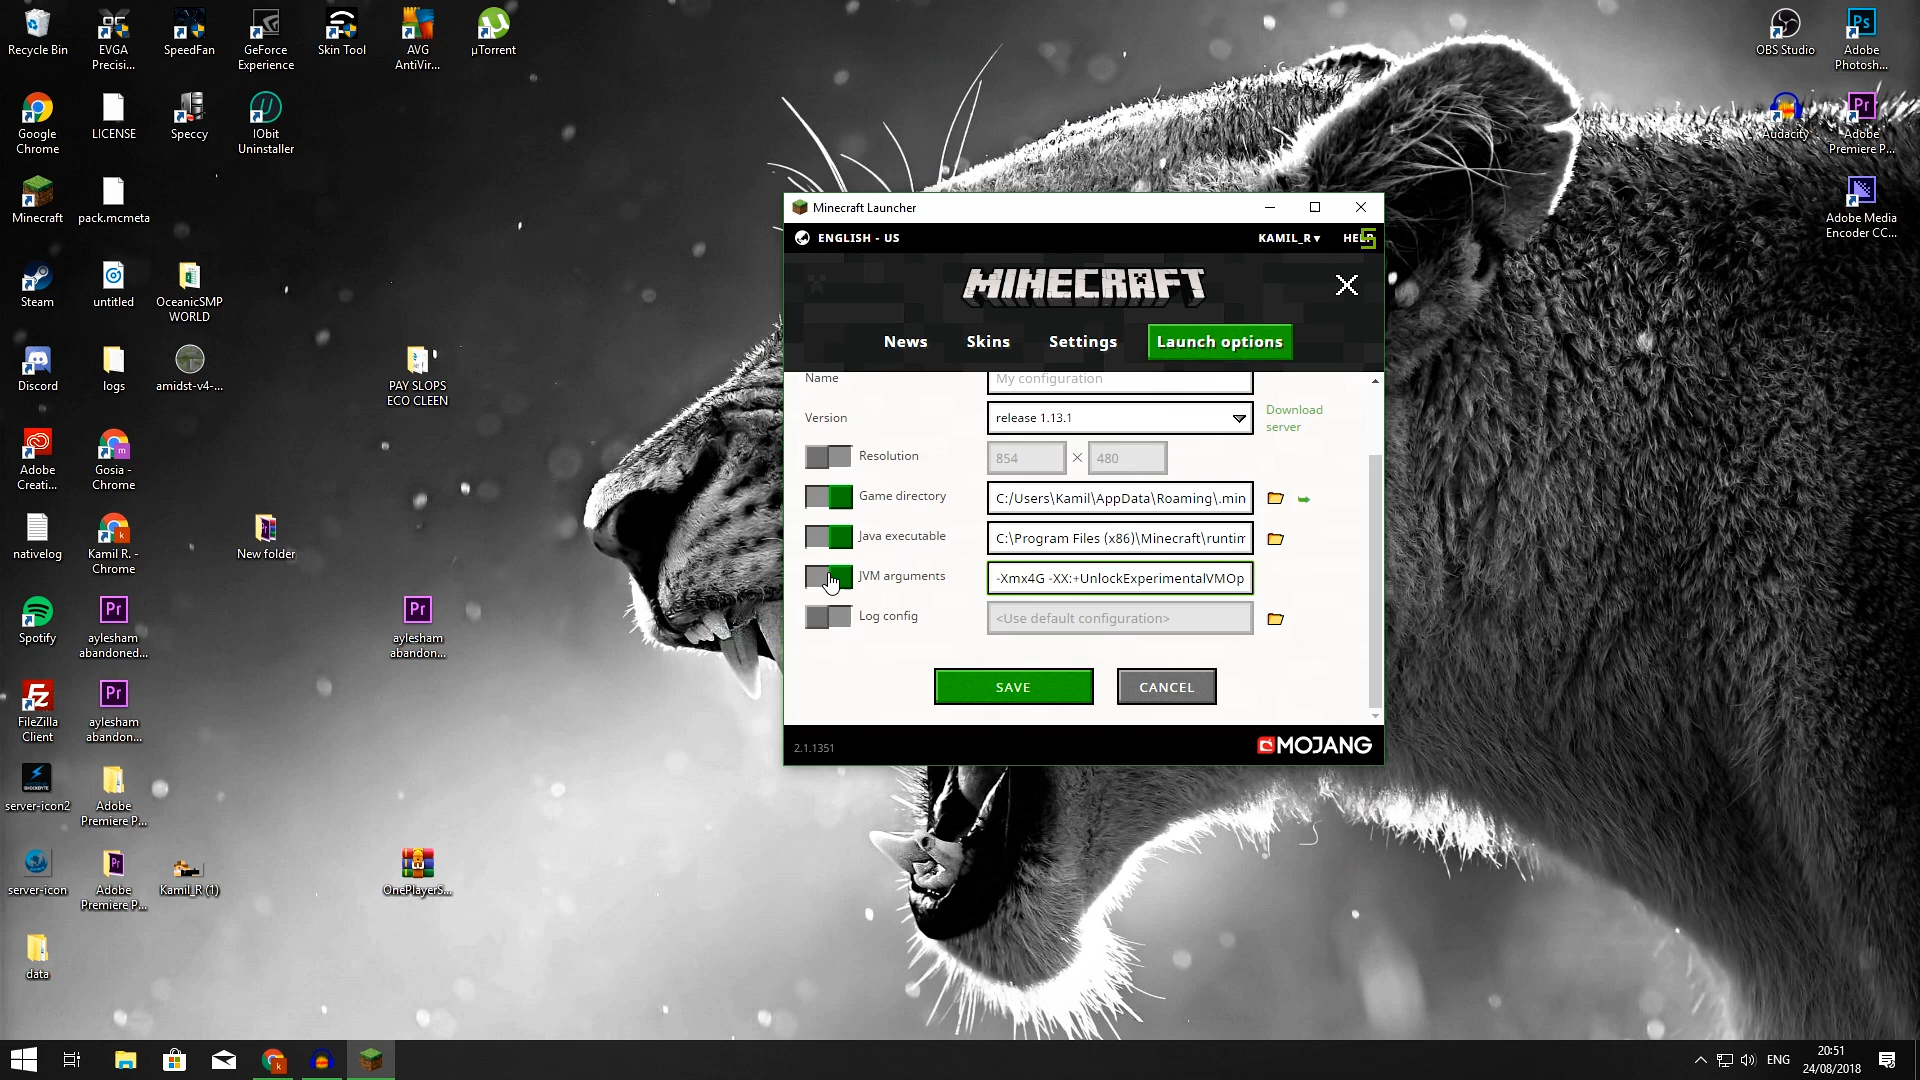 Recycle Bin
EVGA
Precisi...
SpeedFan
GeForce
Experience
Skin Tool
AVG
AntiVir...
µTorrent
OBS Studio
Adobe
Photosh...
Google
Chrome
LICENSE
Speccy
IObit
Uninstaller
Audacity
Adobe
Premiere P...
Minecraft
pack.mcmeta
Adobe Media
Encoder CC...
Steam
untitled
OceanicSMP
WORLD
Discord
logs
amidst-v4-...
PAY SLOPS
ECO CLEEN
Adobe
Creati...
Gosia -
Chrome
nativelog
Kamil R. -
Chrome
New folder
Spotify
aylesham
abandoned...
aylesham
abandon...
FileZilla
Client
aylesham
abandon...
server-icon2
Adobe
Premiere P...
server-icon
Adobe
Premiere P...
Kamil_R (1)
OnePlayerS...
data
Minecraft Launcher
ENGLISH - US
KAMIL_R
HELP
5
MINECRAFT
News
Skins
Settings
Launch options
Name
My configuration
Version
release 1.13.1
Download
server
Resolution
854
×
480
Game directory
C:/Users\Kamil\AppData\Roaming\.min
Java executable
C:\Program Files (x86)\Minecraft\runtim
JVM arguments
-Xmx4G -XX:+UnlockExperimentalVMOp
Log config
<Use default configuration>
SAVE
CANCEL
2.1.1351
MOJANG
ENG
20:51
24/08/2018